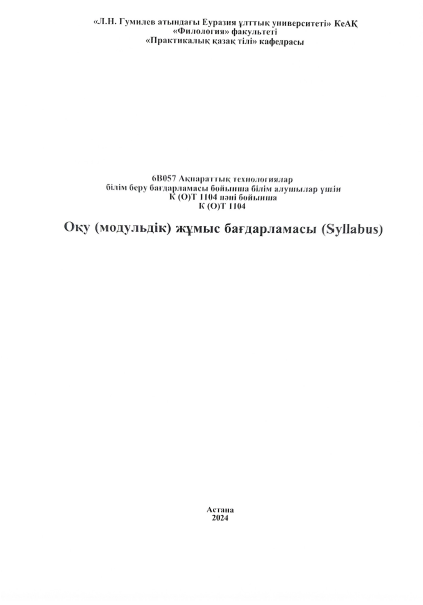 «Л.Н. Гумилев атындағы Еуразия ұлттық университеті» КеАҚ
«Филология» факультеті
«Практикалық қазақ тілі» кафедрасы
6В057 Ақпараттық технологиялар
білім беру бағдарламасы бойынша білім алушылар үшін
К (О)Т 1104 пәні бойынша
К (О)Т 1104
Оқу (модульдік) жұмыс бағдарламасы (Syllabus)
Астана
2024